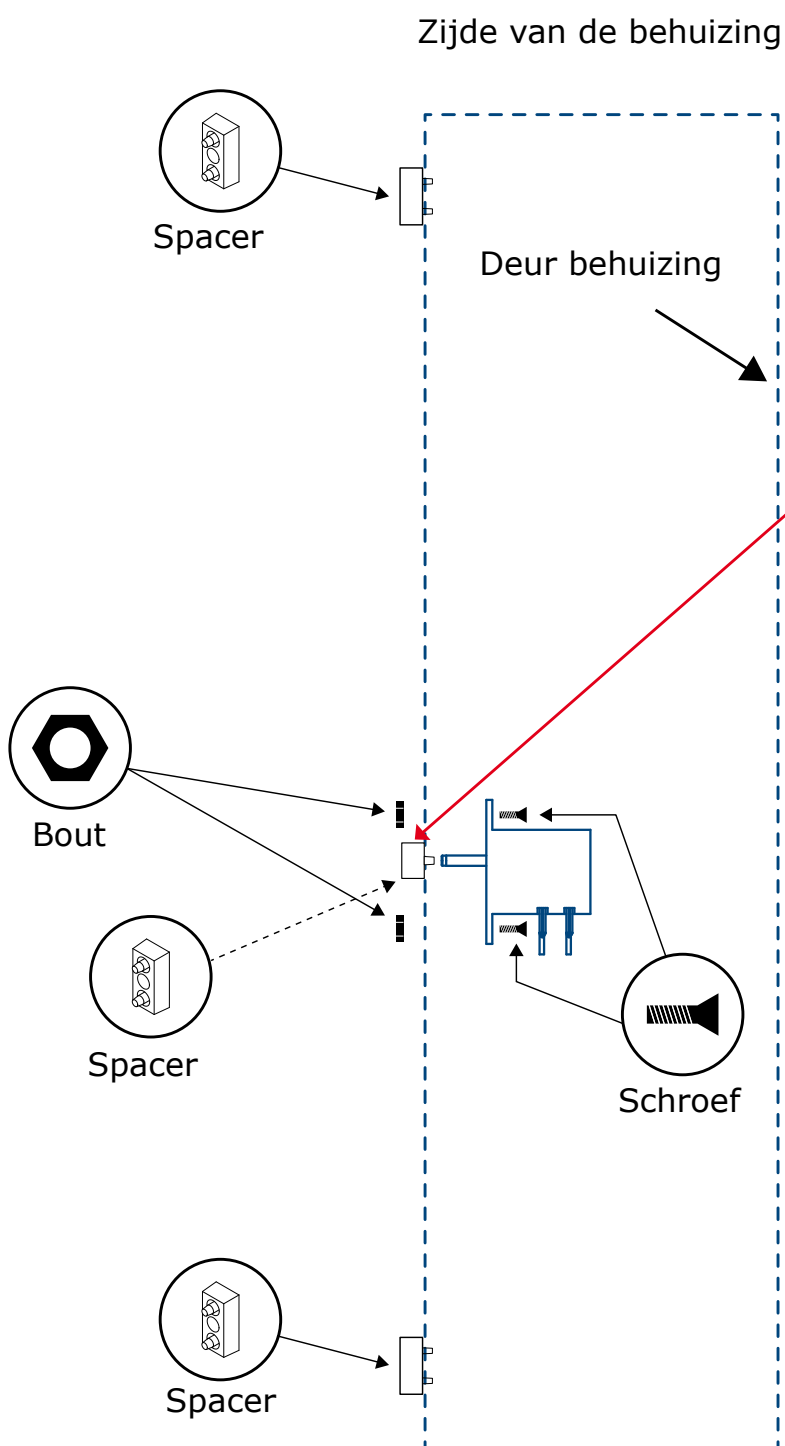 Zijde van de behuizing
Spacer
Deur behuizing
Bout
Spacer
Schroef
Spacer